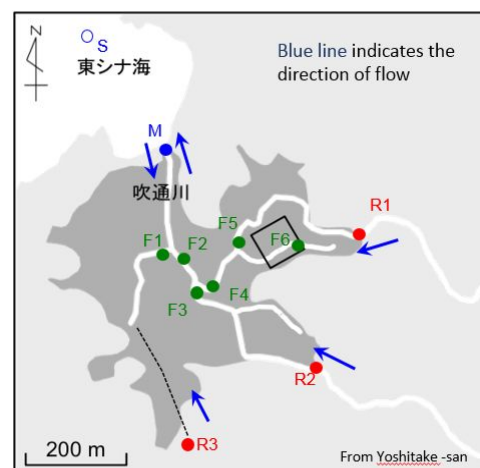 Z
S
東シナ海
Blue line indicates the
direction of flow
M
吹通川
R1
F5
F6
F1
F2
F4
F3
R2
R3
200 m
From Yoshitake -san